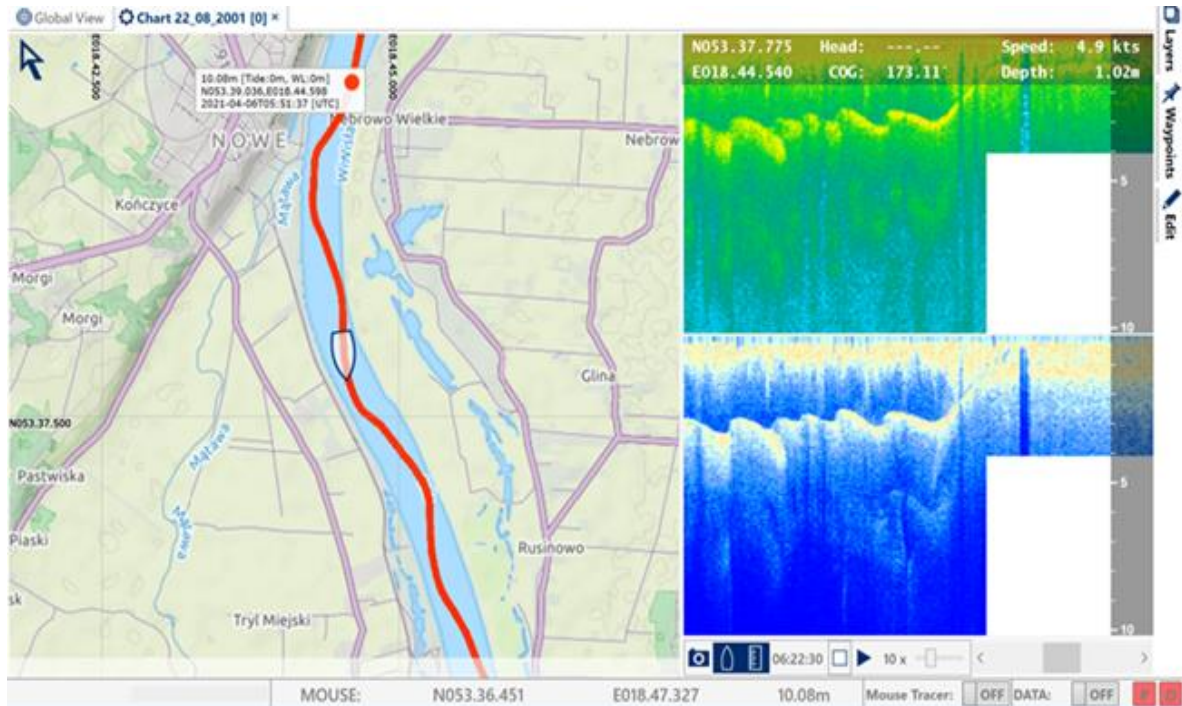 Global View
Chart 22_08_2001 [0] ×
E018.42.500
E018.45.000
10.08m [Tide:0m, WL:0m]
N053.39.036,E018.44.598
2021-04-06T05:51:37 [UTC]
NOWE
Nebrowo Wielkie
Nebrow
Wisła
Mątawa
Kończyce
Morgi
Morgi
Glina
N053.37.500
Mątawa
Pastwiska
Mątawa
Piaski
Rusinowo
sk
Tryl Miejski
N053.37.775 Head: ---.-- Speed: 4.9 kts
E018.44.540 COG: 173.11° Depth: 1.02m
5
10
5
10
06:22:30 10 x
Layers
Waypoints
Edit
MOUSE: N053.36.451 E018.47.327 10.08m Mouse Tracer: OFF DATA: OFF